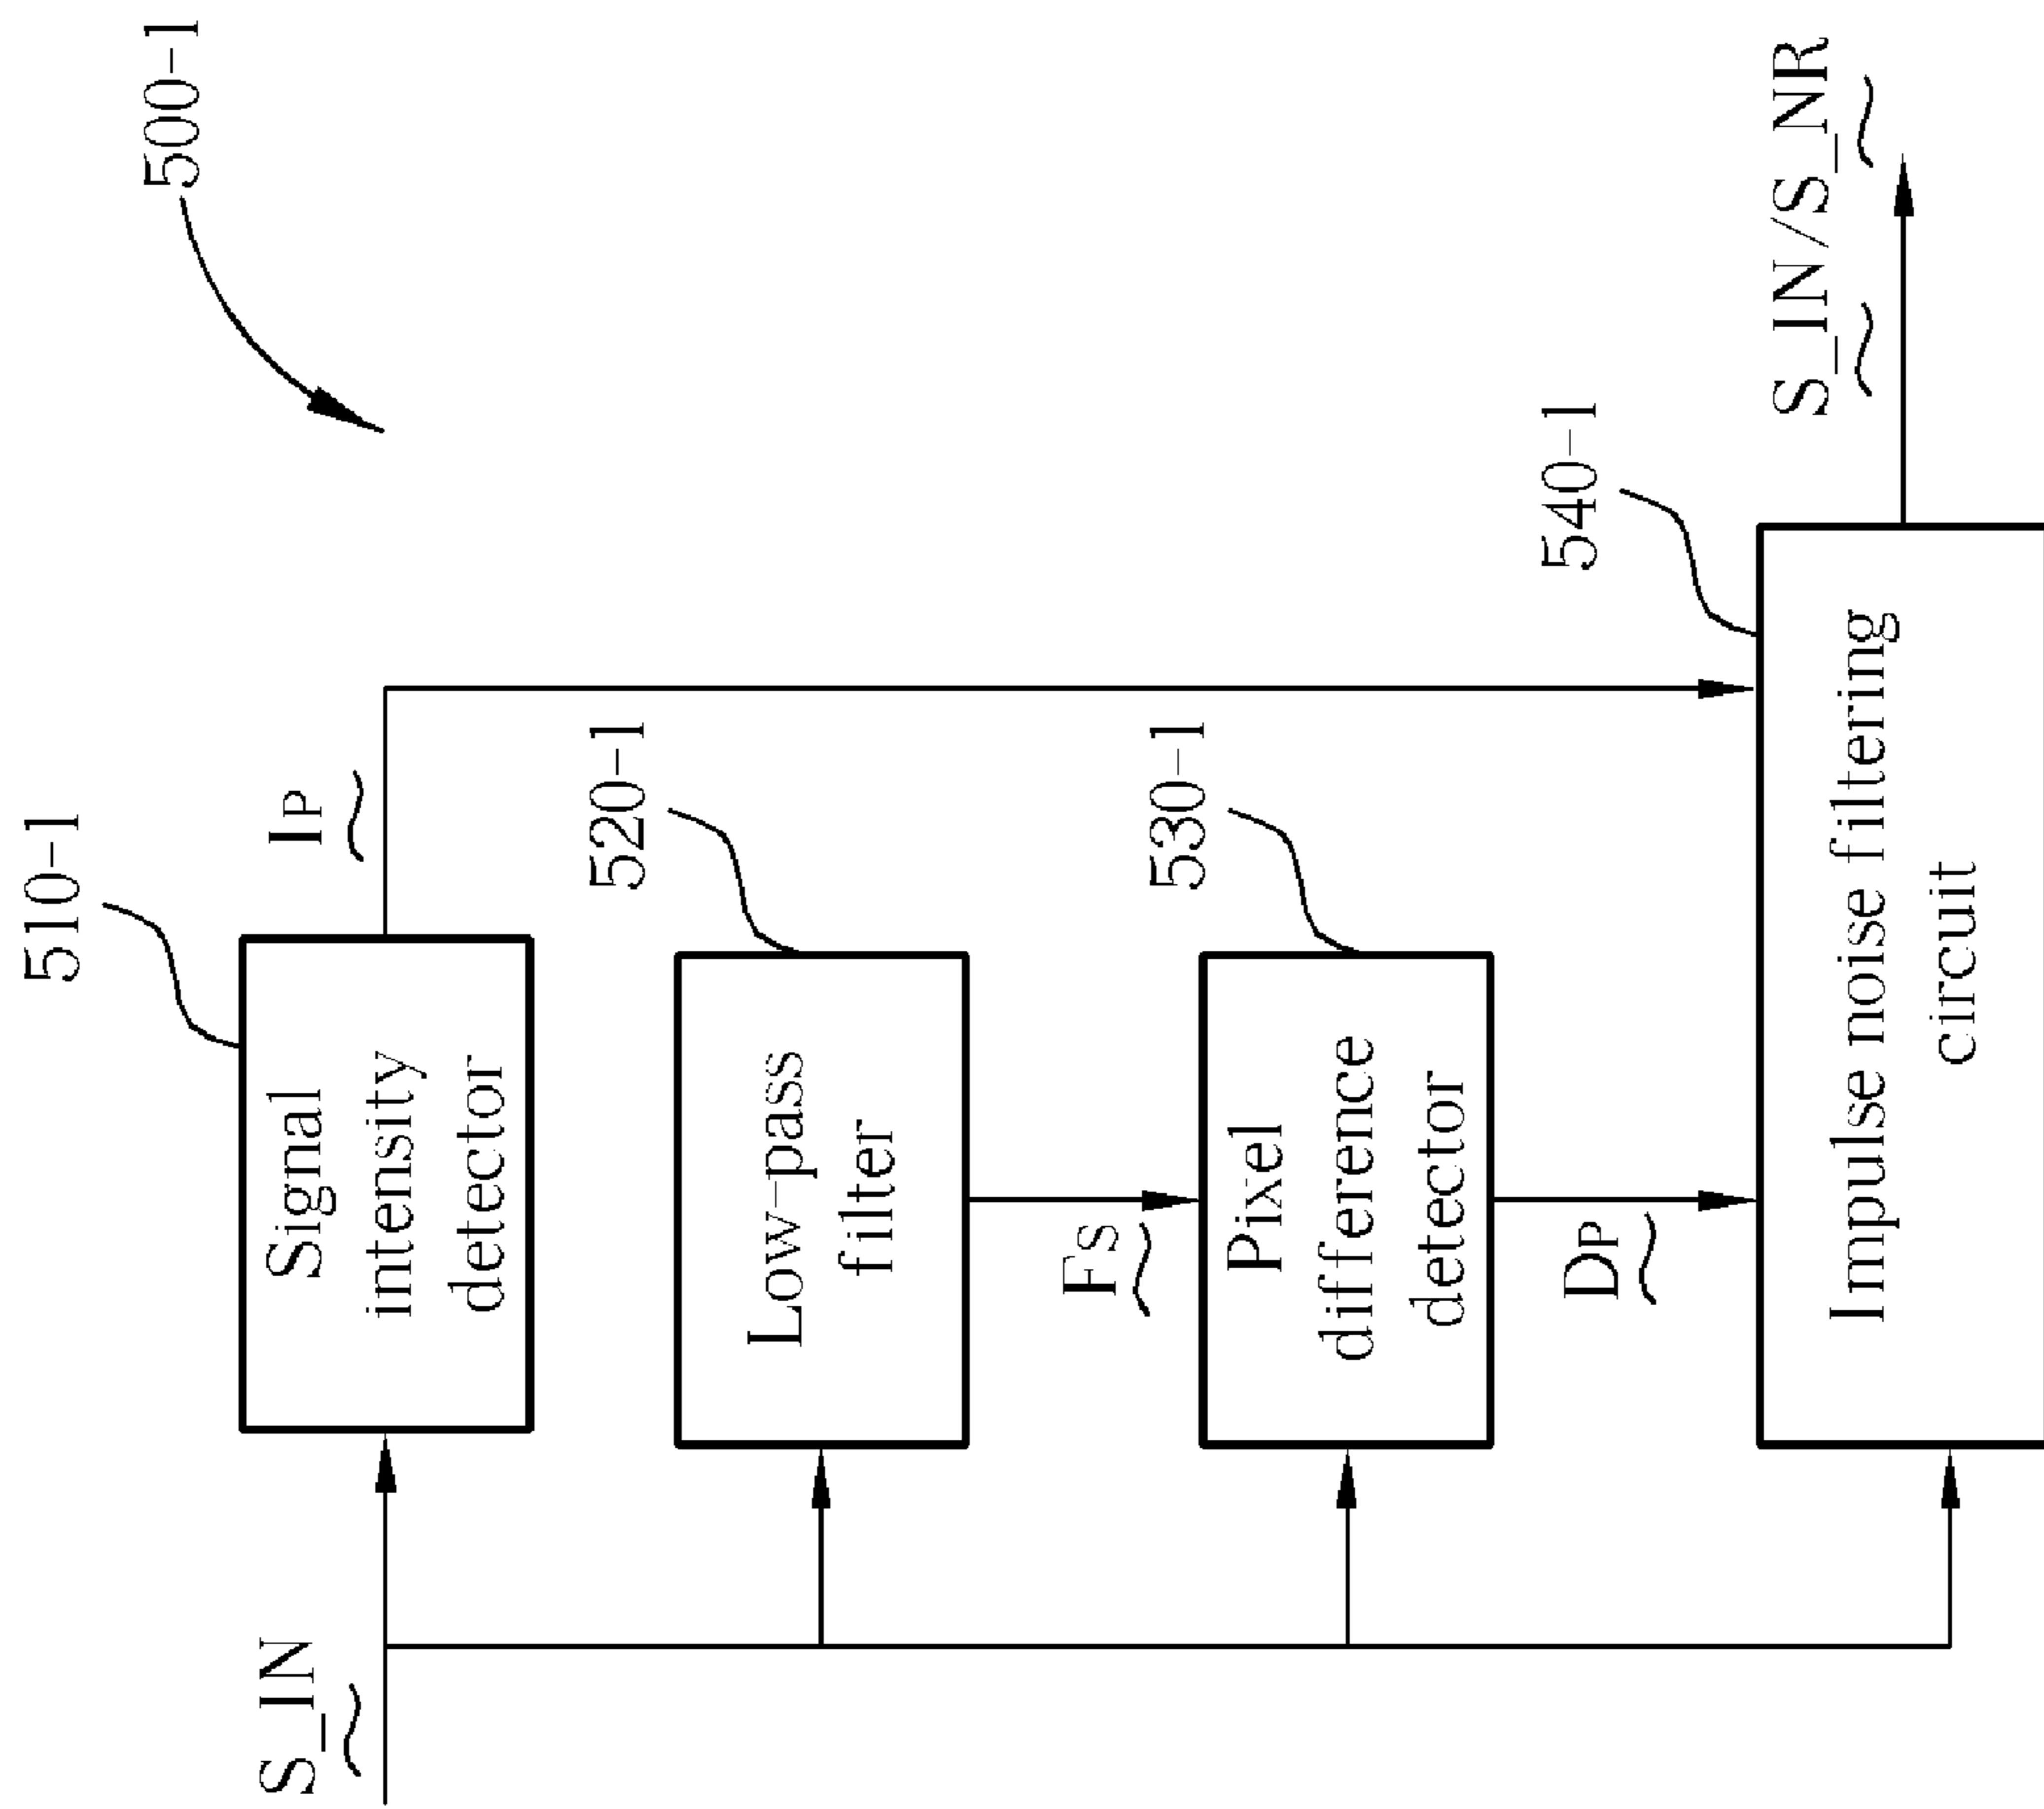 500-1
510-1
IP
S_IN
Signal
intensity
detector
520-1
Low-pass
filter
FS
530-1
Pixel
difference
detector
DP
540-1
Impulse noise filtering
circuit
S_IN/S_NR